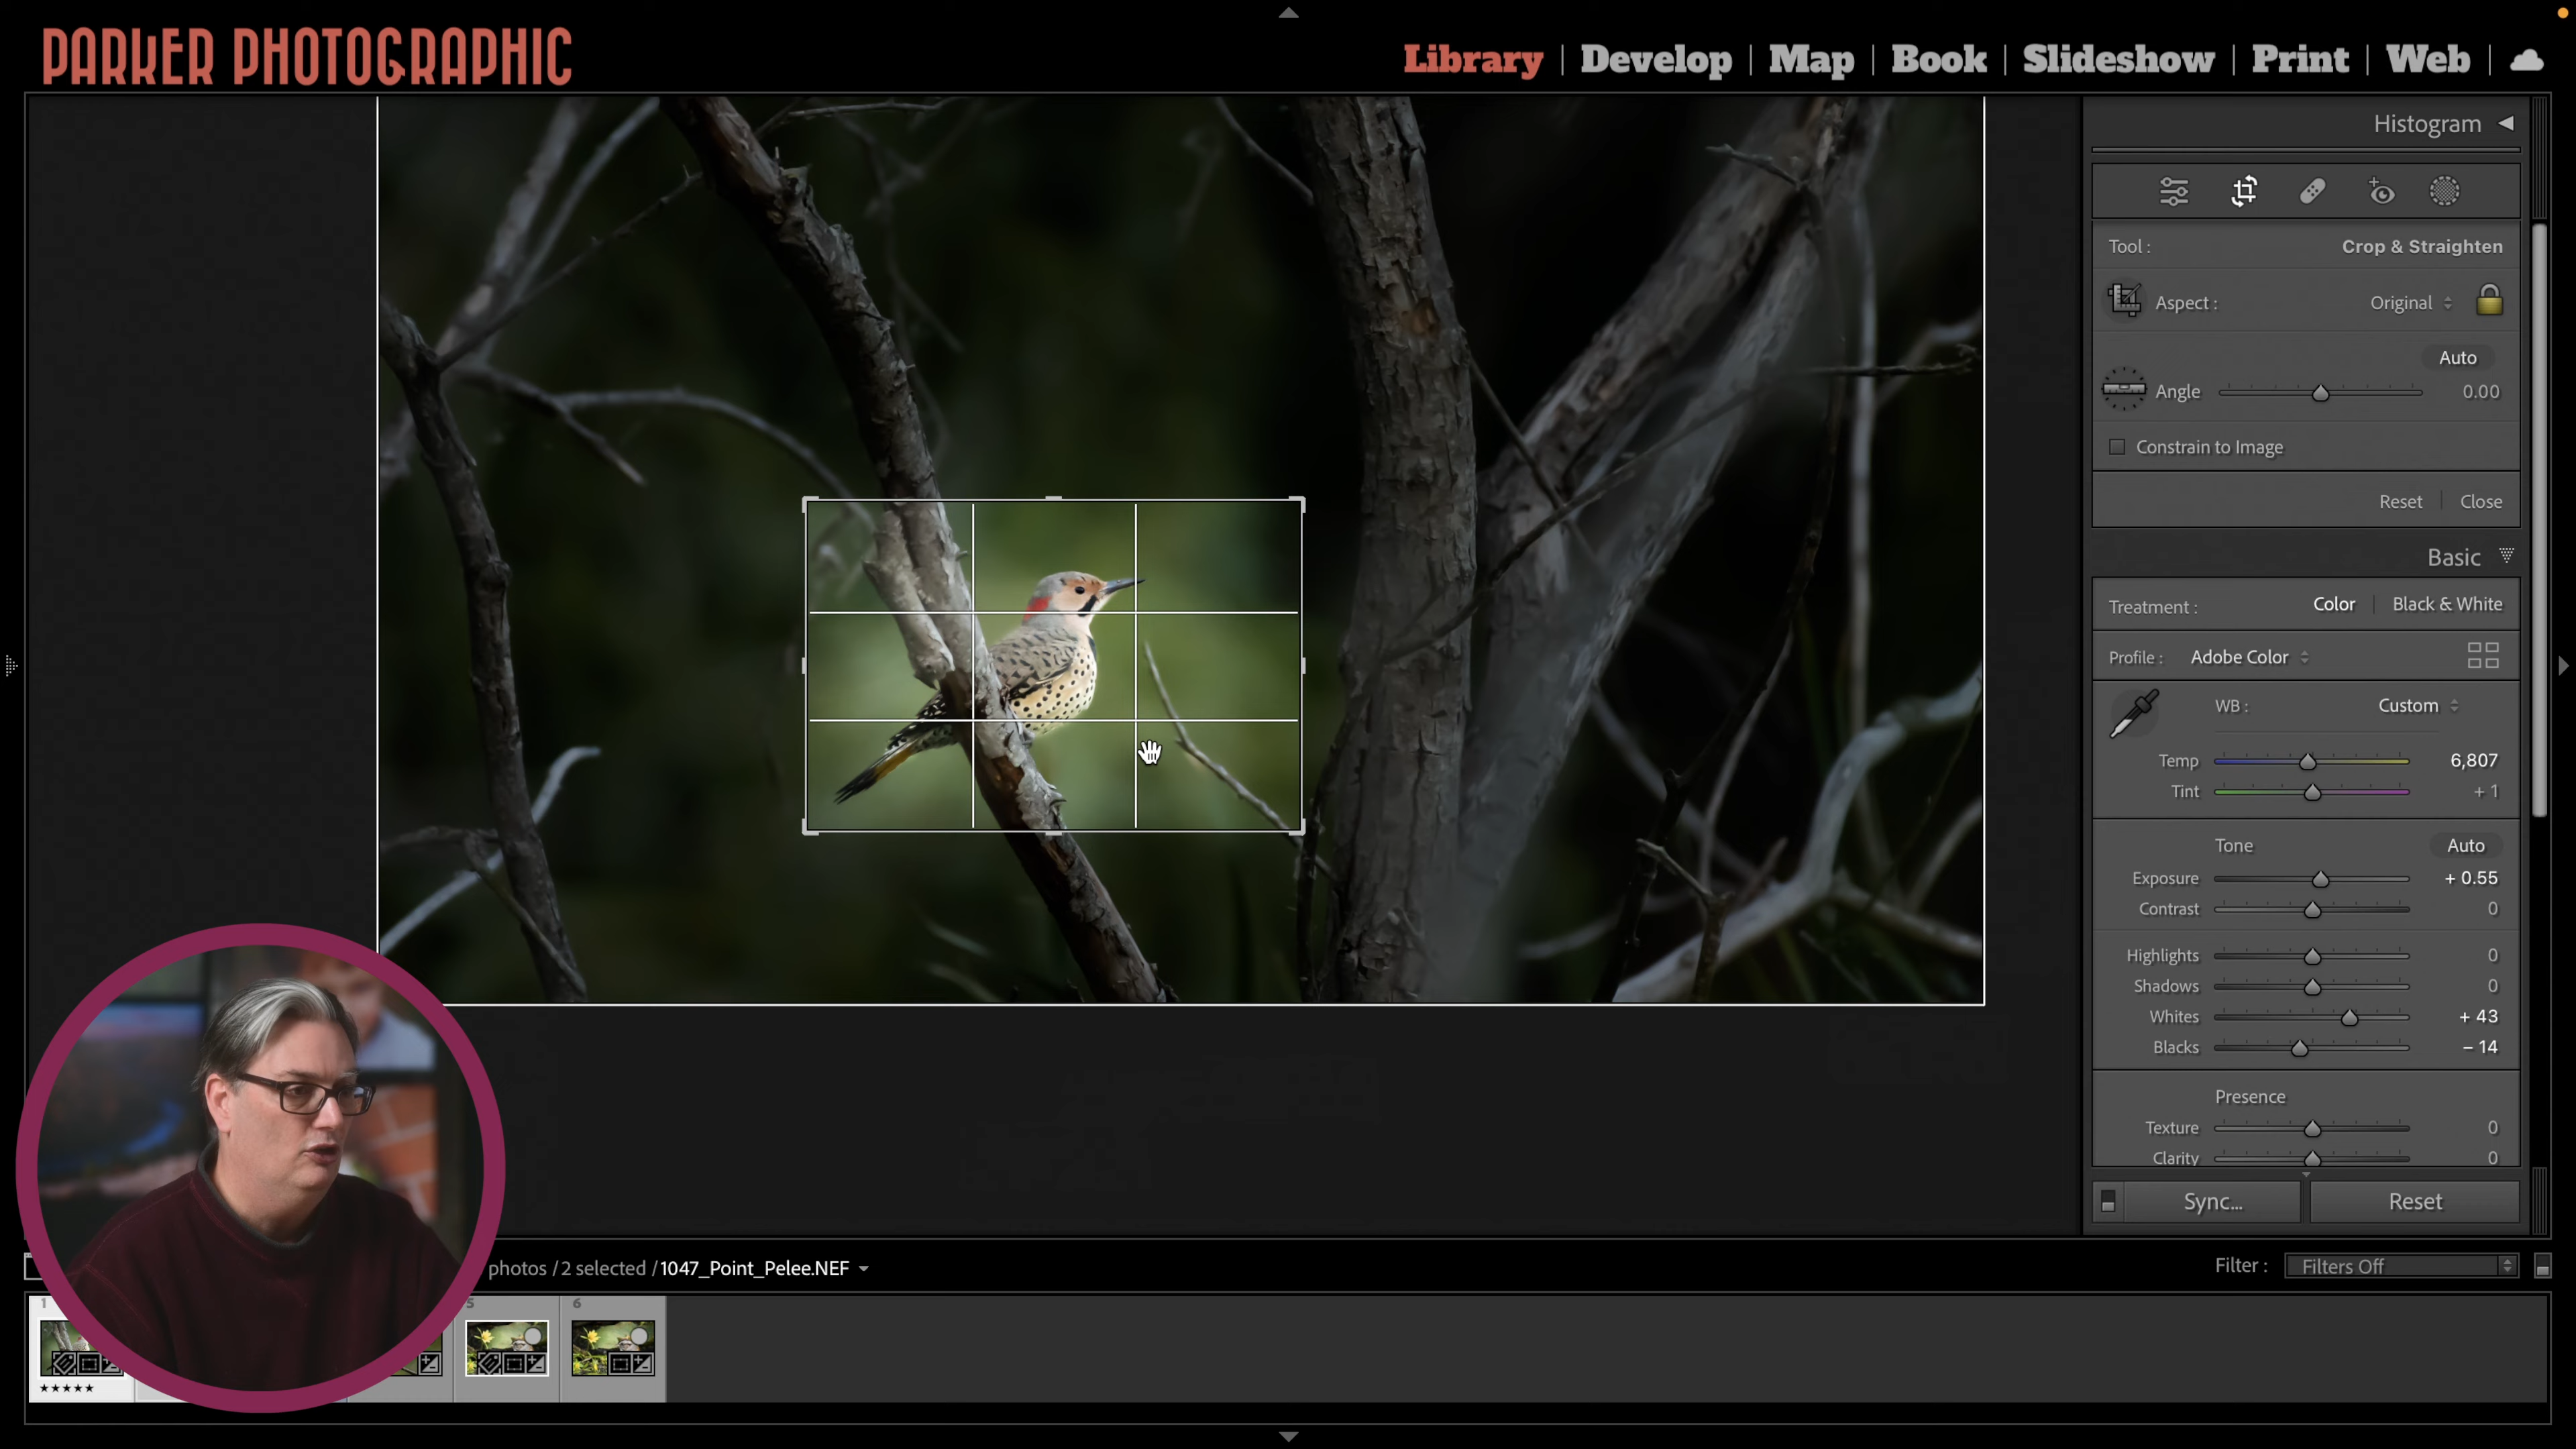 PARKER PHOTOGRAPHIC
Library | Develop | Map | Book | Slideshow | Print | Web |
Histogram
Tool : Crop & Straighten
Aspect : Original
Auto
Angle 0.00
Constrain to Image
Reset Close
Basic
Treatment : Color Black & White
Profile : Adobe Color
WB : Custom
Temp 6,807
Tint + 1
Tone Auto
Exposure + 0.55
Contrast 0
Highlights 0
Shadows 0
Whites + 43
Blacks – 14
Presence
Texture 0
Clarity 0
Sync... Reset
photos / 2 selected / 1047_Point_Pelee.NEF
Filter : Filters Off
1 5 6
★★★★★